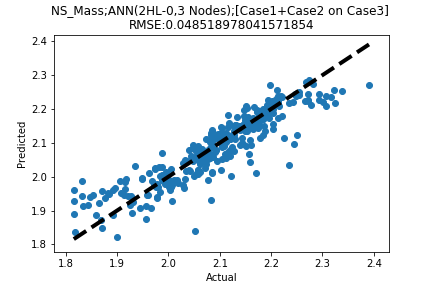 NS_Mass;ANN(2HL-0,3 Nodes);[Case1+Case2 on Case3]
RMSE:0.048518978041571854
2.4
2.3
2.2
2.1
2.0
1.9
1.8
Predicted
1.8 1.9 2.0 2.1 2.2 2.3 2.4
Actual